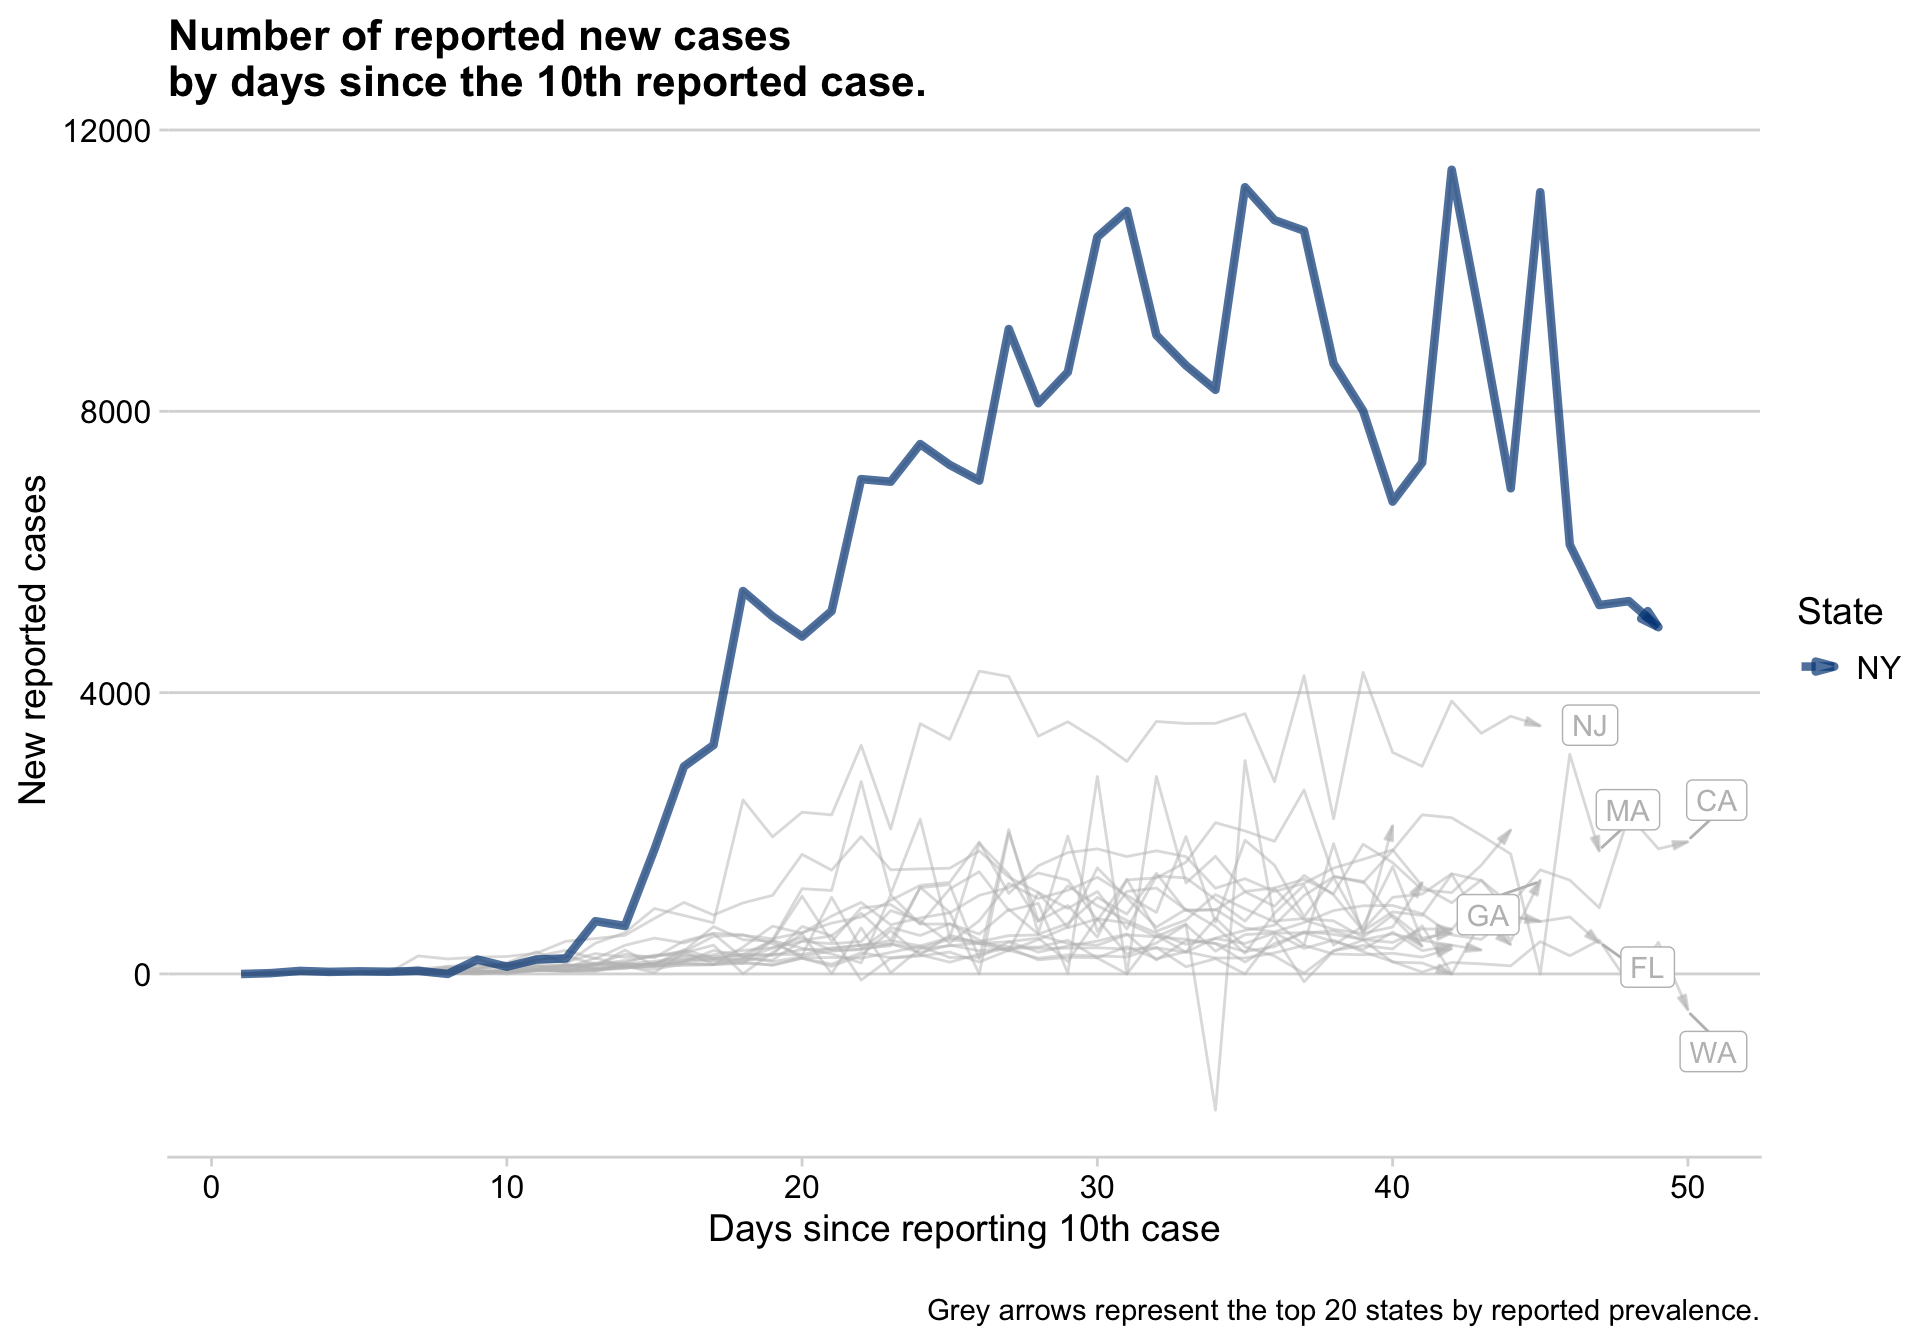 Number of reported new cases
by days since the 10th reported case.
12000
8000
4000
0
New reported cases
NJ
MA
CA
GA
FL
WA
State
NY
0 10 20 30 40 50
Days since reporting 10th case
Grey arrows represent the top 20 states by reported prevalence.